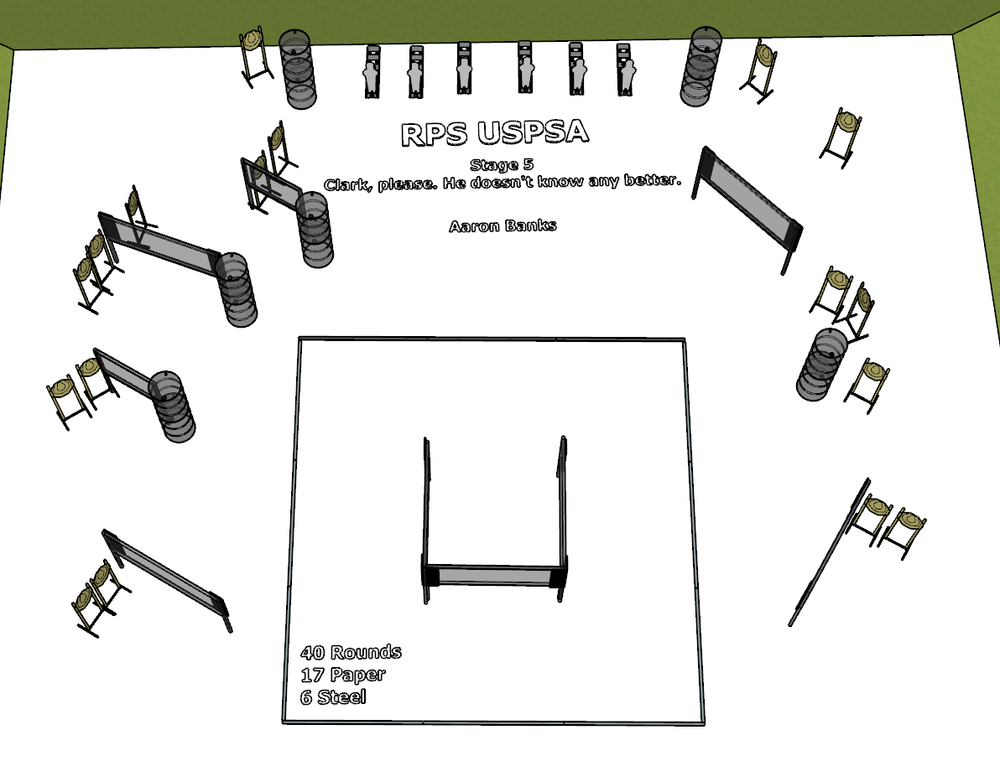 RPS USPSA
Stage 5
Clark, please. He doesn't know any better.
Aaron Banks
40 Rounds
17 Paper
6 Steel